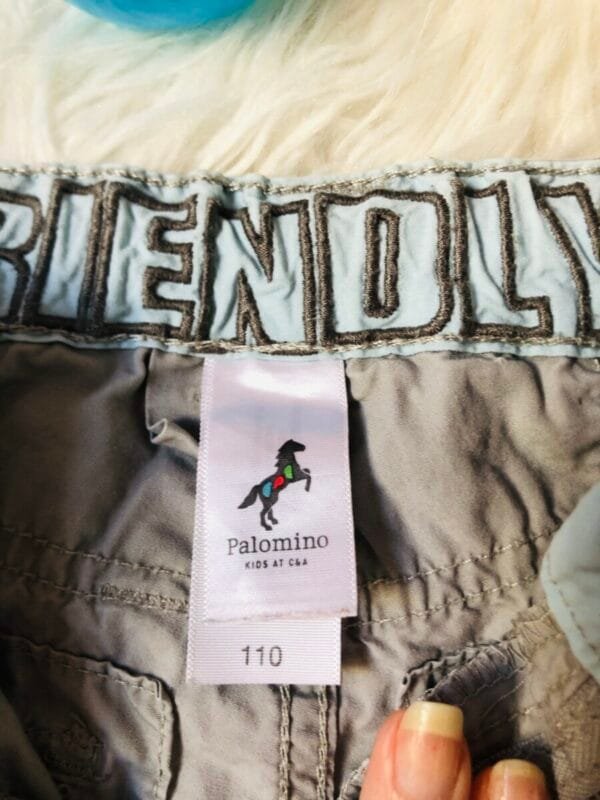 RIENDLY
Palomino
KIDS AT C&A
110